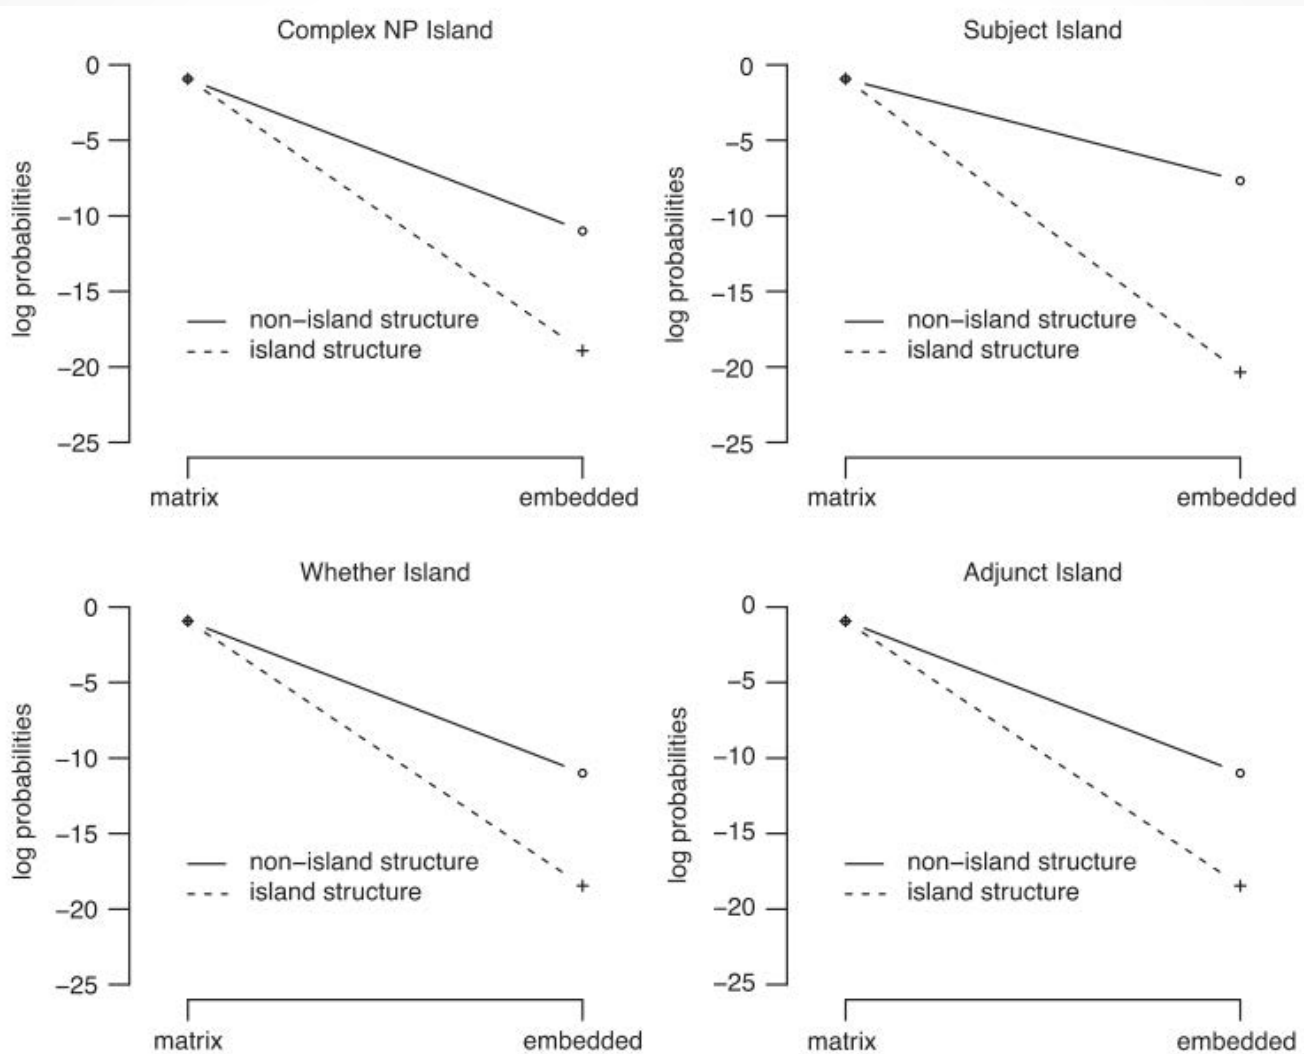 Complex NP Island
0
−5
−10
−15
−20
−25
log probabilities
non−island structure
island structure
matrix
embedded
Subject Island
0
−5
−10
−15
−20
−25
log probabilities
non−island structure
island structure
matrix
embedded
Whether Island
0
−5
−10
−15
−20
−25
log probabilities
non−island structure
island structure
matrix
embedded
Adjunct Island
0
−5
−10
−15
−20
−25
log probabilities
non−island structure
island structure
matrix
embedded